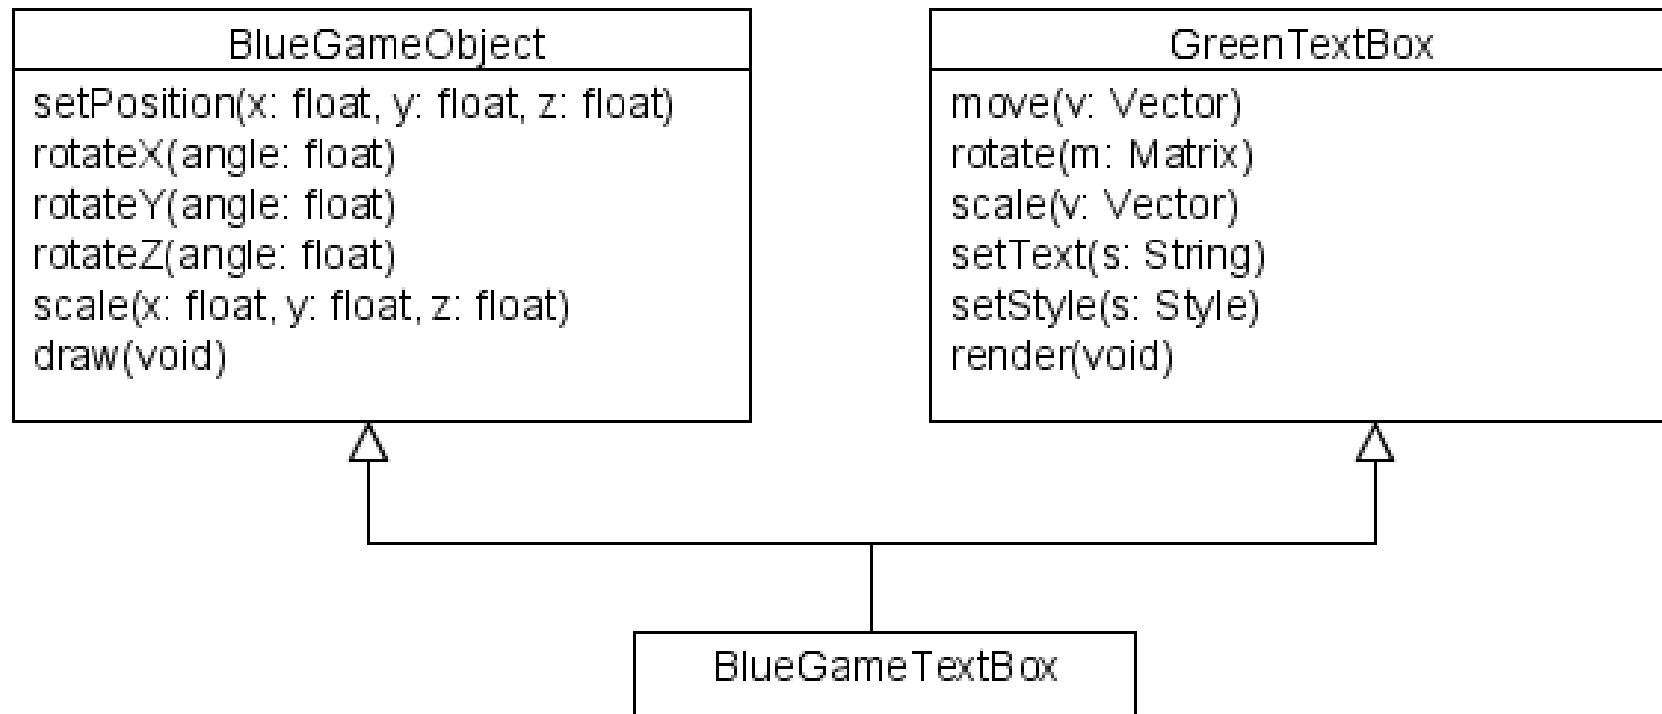 BlueGameObject
setPosition(x: float, y: float, z: float)
rotateX(angle: float)
rotateY(angle: float)
rotateZ(angle: float)
scale(x: float, y: float, z: float)
draw(void)
GreenTextBox
move(v: Vector)
rotate(m: Matrix)
scale(v: Vector)
setText(s: String)
setStyle(s: Style)
render(void)
BlueGameTextBox